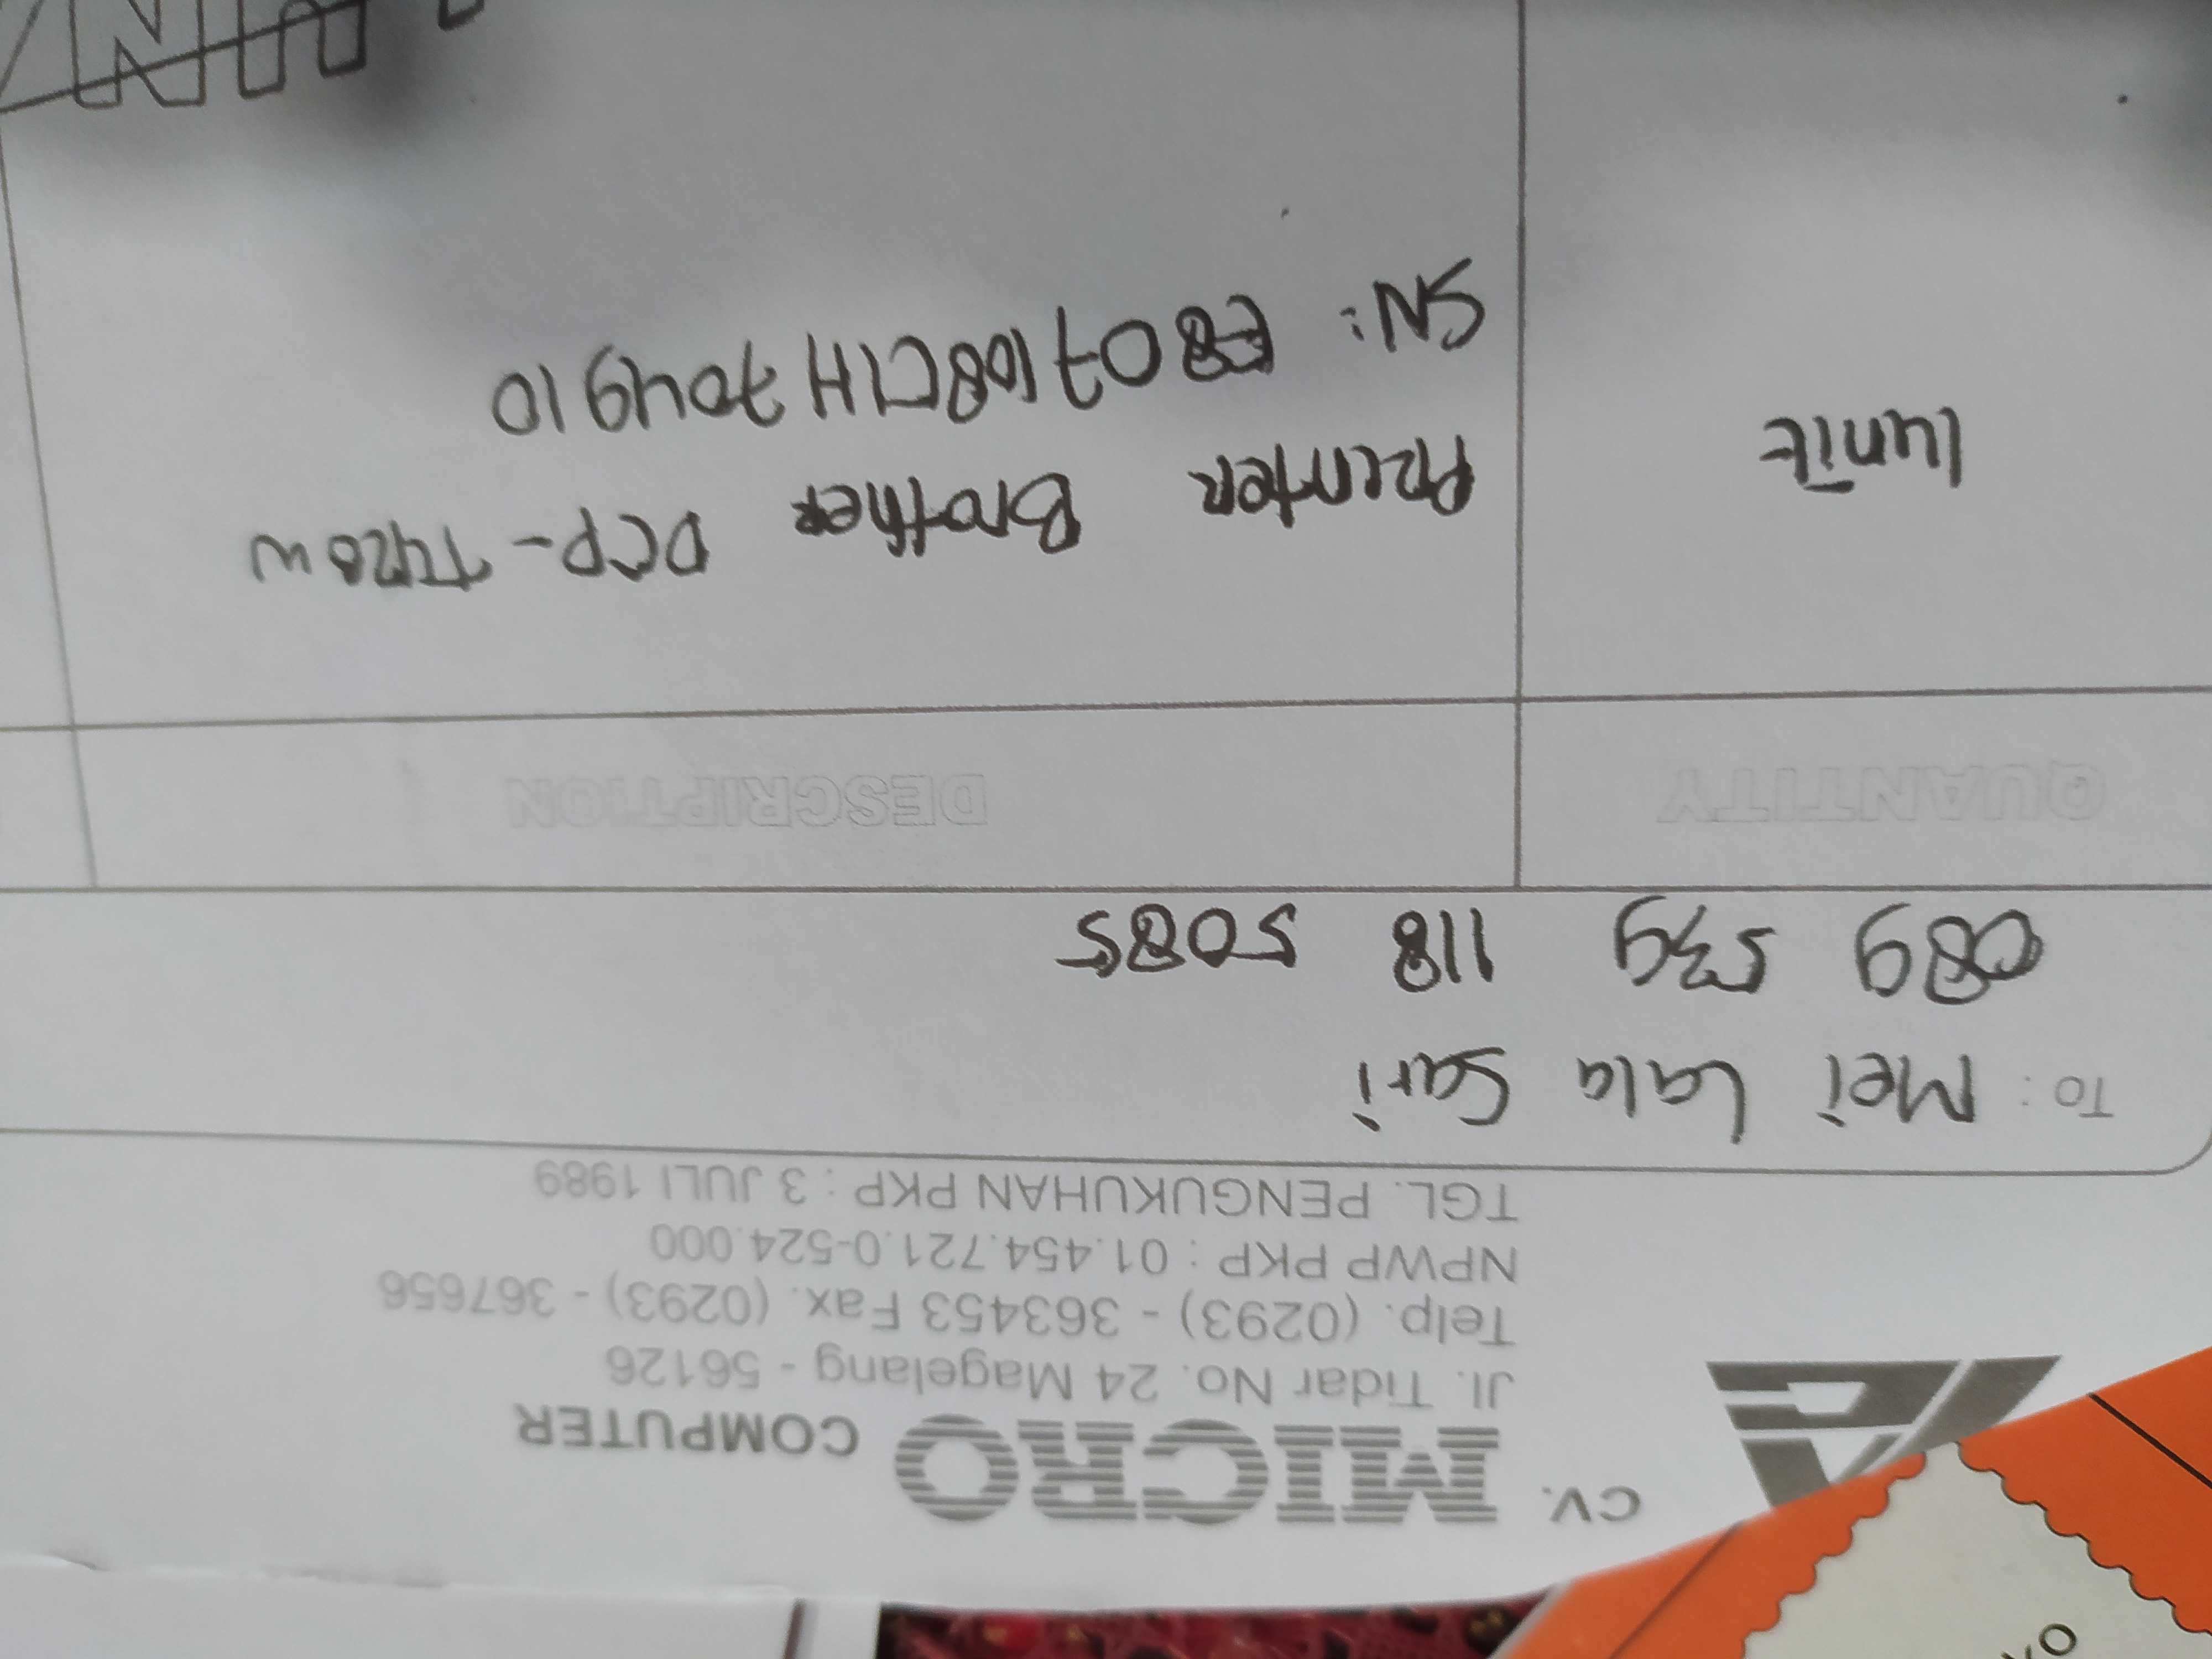 CV. MICRO COMPUTER
Jl. Tidar No. 24 Magelang - 56126
Telp. (0293) - 363453 Fax. (0293) - 367656
NPWP PKP : 01.454.721.0-524.000
TGL. PENGUKUHAN PKP : 3 JULI 1989
TO : Mei Lala Sari
089 539 118 5085
QUANTITY DESCRIPTION
1unit Printer Brother DCP-T420W
SN: E807108C1H704910